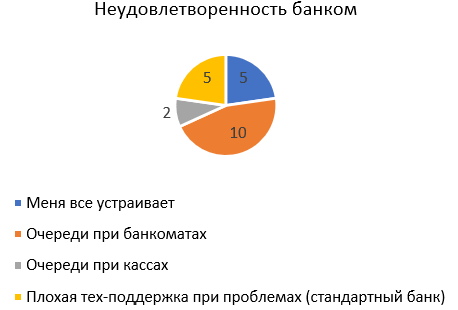 Неудовлетворенность банком
5
5
2
10
Меня все устраивает
Очереди при банкоматах
Очереди при кассах
Плохая тех-поддержка при проблемах (стандартный банк)